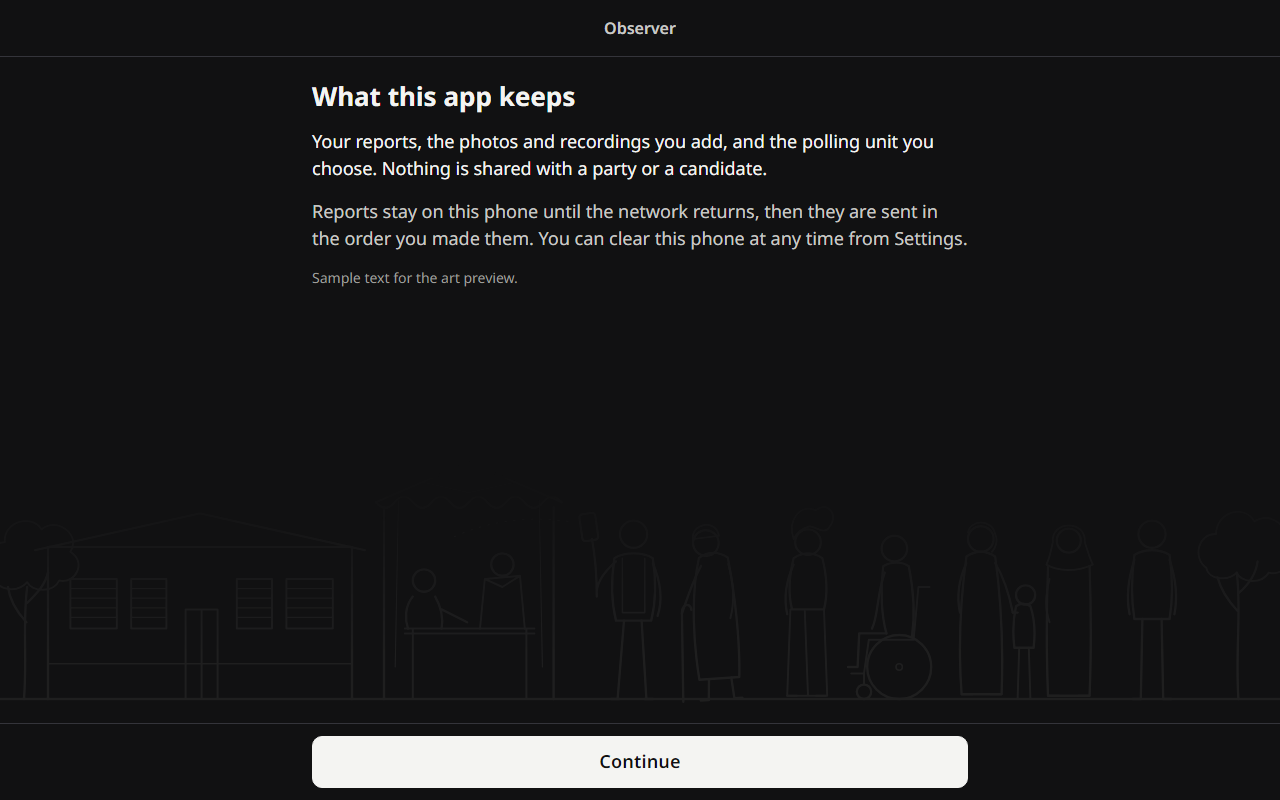 Observer
What this app keeps
Your reports, the photos and recordings you add, and the polling unit you
choose. Nothing is shared with a party or a candidate.
Reports stay on this phone until the network returns, then they are sent in
the order you made them. You can clear this phone at any time from Settings.
Sample text for the art preview.
Continue